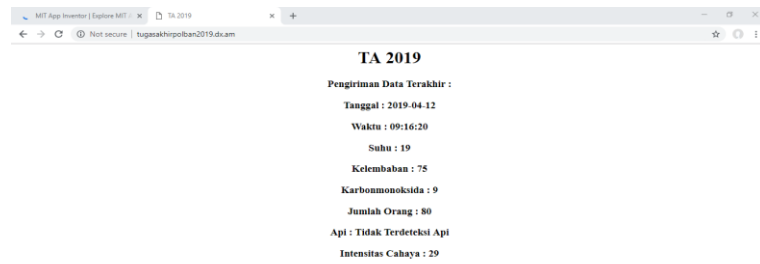 MIT App Inventor | Explore MIT
TA 2019
Not secure | tugasakhirpolban2019.dx.am
TA 2019
Pengiriman Data Terakhir :
Tanggal : 2019-04-12
Waktu : 09:16:20
Suhu : 19
Kelembaban : 75
Karbonmonoksida : 9
Jumlah Orang : 80
Api : Tidak Terdeteksi Api
Intensitas Cahaya : 29